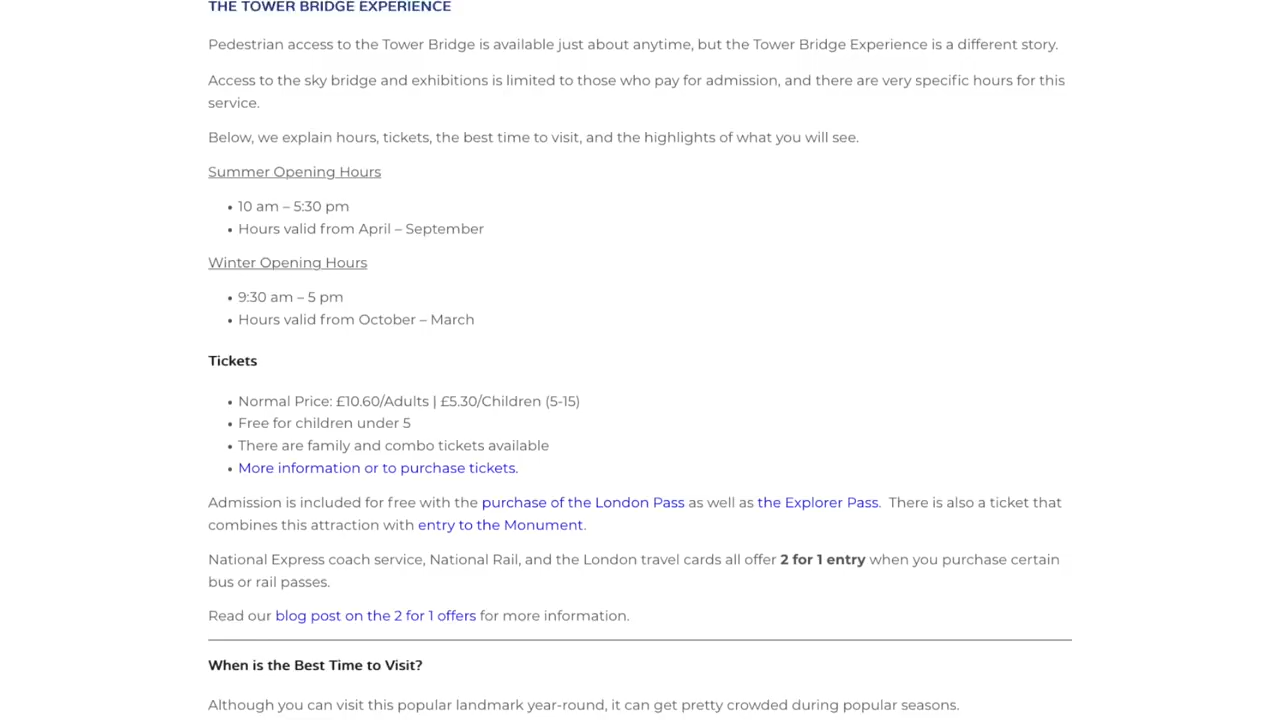 THE TOWER BRIDGE EXPERIENCE
Pedestrian access to the Tower Bridge is available just about anytime, but the Tower Bridge Experience is a different story.
Access to the sky bridge and exhibitions is limited to those who pay for admission, and there are very specific hours for this
service.
Below, we explain hours, tickets, the best time to visit, and the highlights of what you will see.
Summer Opening Hours
• 10 am – 5:30 pm
• Hours valid from April – September
Winter Opening Hours
• 9:30 am – 5 pm
• Hours valid from October – March
Tickets
• Normal Price: £10.60/Adults | £5.30/Children (5-15)
• Free for children under 5
• There are family and combo tickets available
• More information or to purchase tickets.
Admission is included for free with the purchase of the London Pass as well as the Explorer Pass. There is also a ticket that
combines this attraction with entry to the Monument.
National Express coach service, National Rail, and the London travel cards all offer 2 for 1 entry when you purchase certain
bus or rail passes.
Read our blog post on the 2 for 1 offers for more information.
When is the Best Time to Visit?
Although you can visit this popular landmark year-round, it can get pretty crowded during popular seasons.